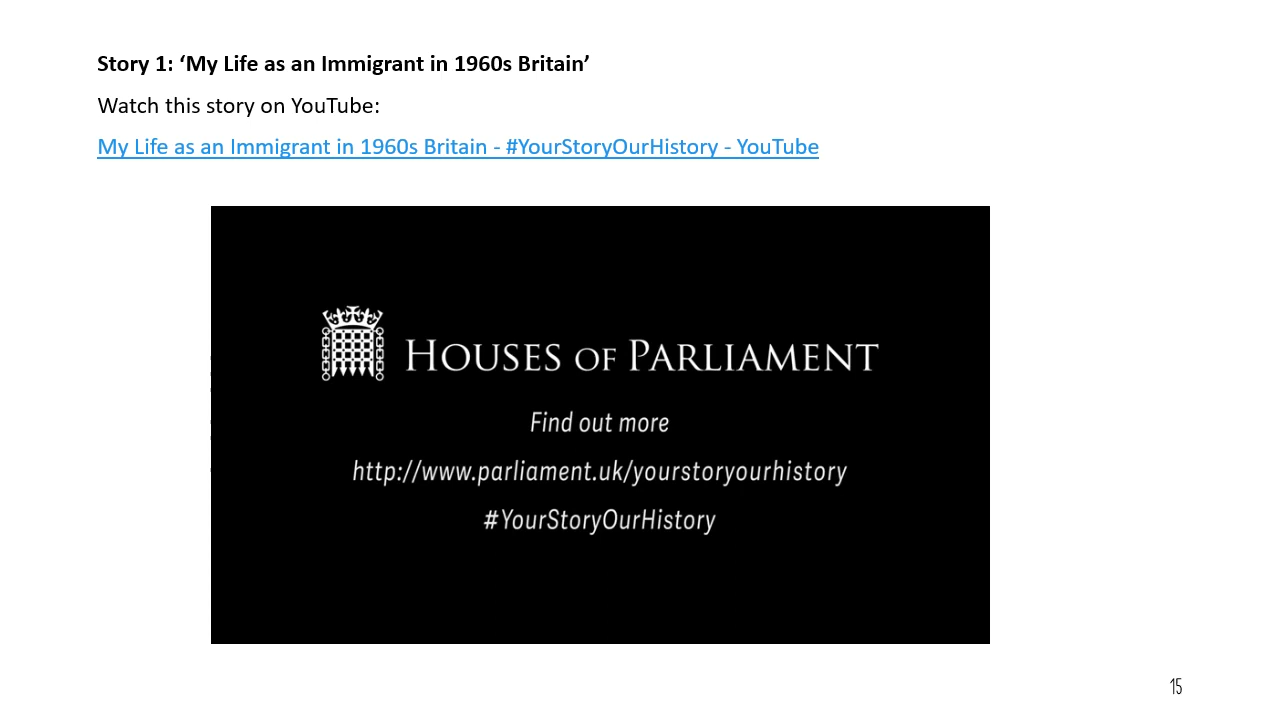 Story 1: ‘My Life as an Immigrant in 1960s Britain’
Watch this story on YouTube:
My Life as an Immigrant in 1960s Britain - #YourStoryOurHistory - YouTube
HOUSES OF PARLIAMENT
Find out more
http://www.parliament.uk/yourstoryourhistory
#YourStoryOurHistory
15